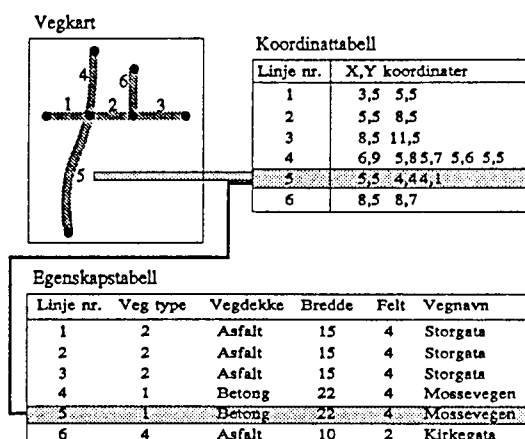 Vegkart
4
6
1 2 3
5
Koordinattabell
Linje nr. X,Y koordinater
1 3,5 5,5
2 5,5 8,5
3 8,5 11,5
4 6,9 5,8 5,7 5,6 5,5
5 5,5 4,4 4,1
6 8,5 8,7
Egenskapstabell
Linje nr. Veg type Vegdekke Bredde Felt Vegnavn
1 2 Asfalt 15 4 Storgata
2 2 Asfalt 15 4 Storgata
3 2 Asfalt 15 4 Storgata
4 1 Betong 22 4 Mossevegen
5 1 Betong 22 4 Mossevegen
6 4 Asfalt 10 2 Kirkegata